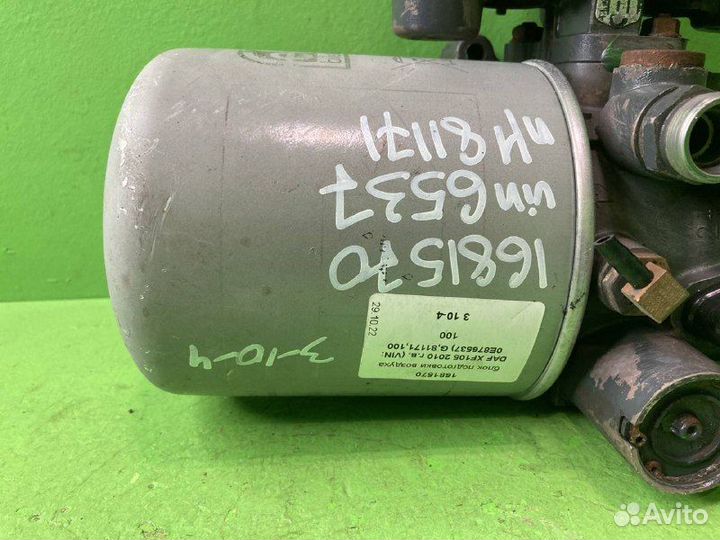 пн 81171
vin 6537
1681570
3-10-4
1681570
блок подготовки воздуха
DAF XF105 2010 г.в. (VIN:
0E876537) G,81171,100
100
3 10-4
29.10.22
Avito